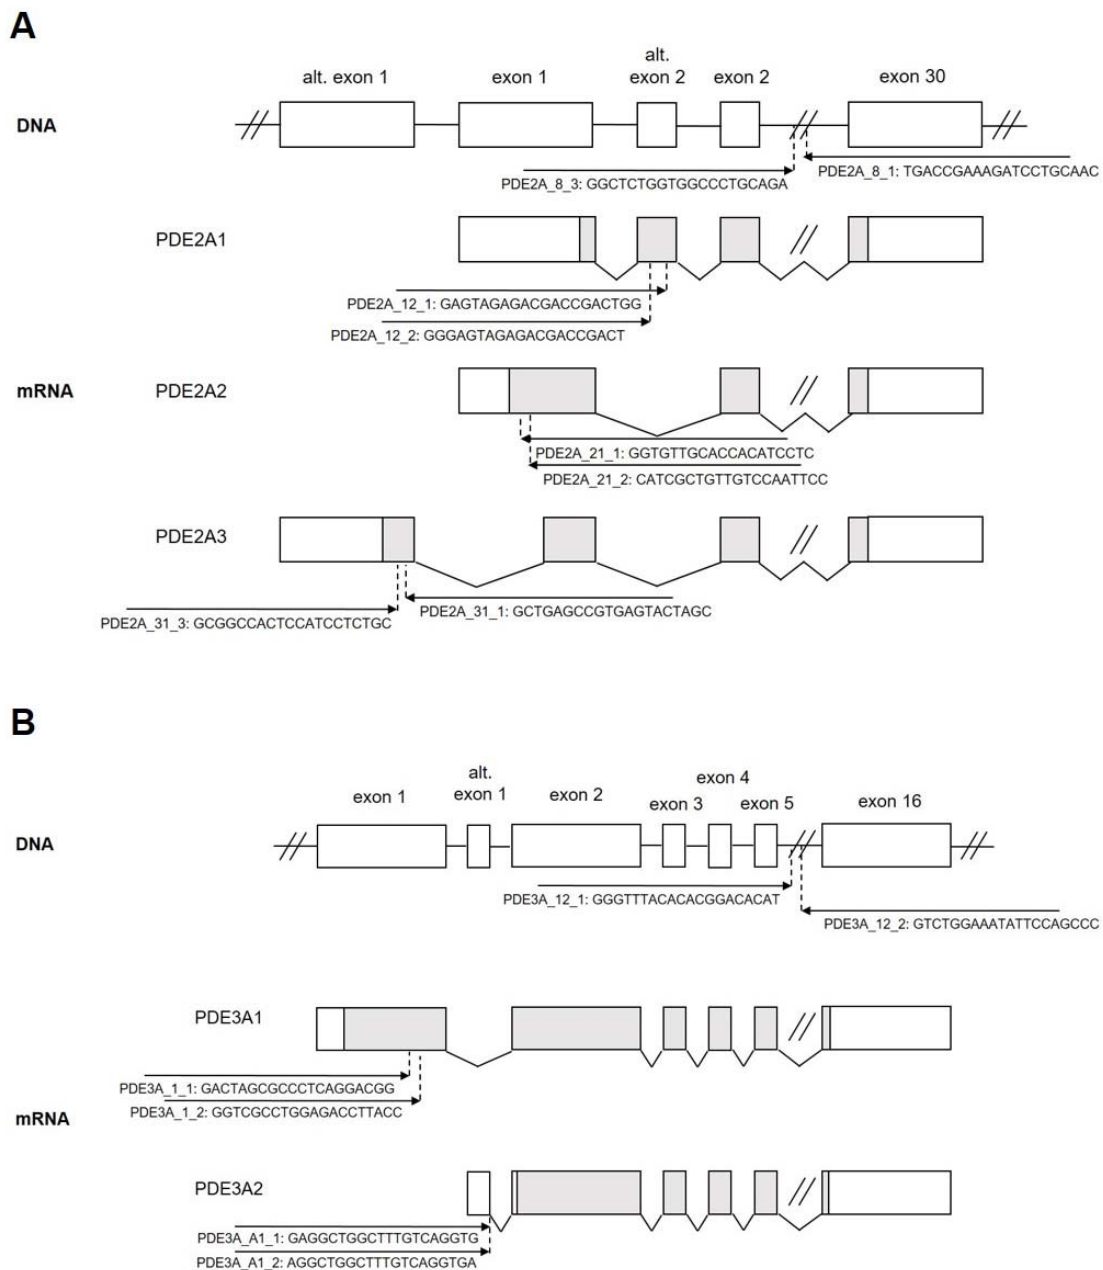 A
alt. exon 1
exon 1
alt.
exon 2
exon 2
exon 30
DNA
PDE2A_8_3: GGCTCTGGTGGCCCTGCAGA
PDE2A_8_1: TGACCGAAAGATCCTGCAAC
PDE2A1
PDE2A_12_1: GAGTAGAGACGACCGACTGG
PDE2A_12_2: GGGAGTAGAGACGACCGACT
mRNA
PDE2A2
PDE2A_21_1: GGTGTTGCACCACATCCTC
PDE2A_21_2: CATCGCTGTTGTCCAATTCC
PDE2A3
PDE2A_31_3: GCGGCCACTCCATCCTCTGC
PDE2A_31_1: GCTGAGCCGTGAGTACTAGC
B
exon 1
alt.
exon 1
exon 2
exon 3
exon 4
exon 5
exon 16
DNA
PDE3A_12_1: GGGTTTACACACGGACACAT
PDE3A_12_2: GTCTGGAAATATTCCAGCCC
PDE3A1
PDE3A_1_1: GACTAGCGCCCTCAGGACGG
PDE3A_1_2: GGTCGCCTGGAGACCTTACC
mRNA
PDE3A2
PDE3A_A1_1: GAGGCTGGCTTTGTCAGGTG
PDE3A_A1_2: AGGCTGGCTTTGTCAGGTGA